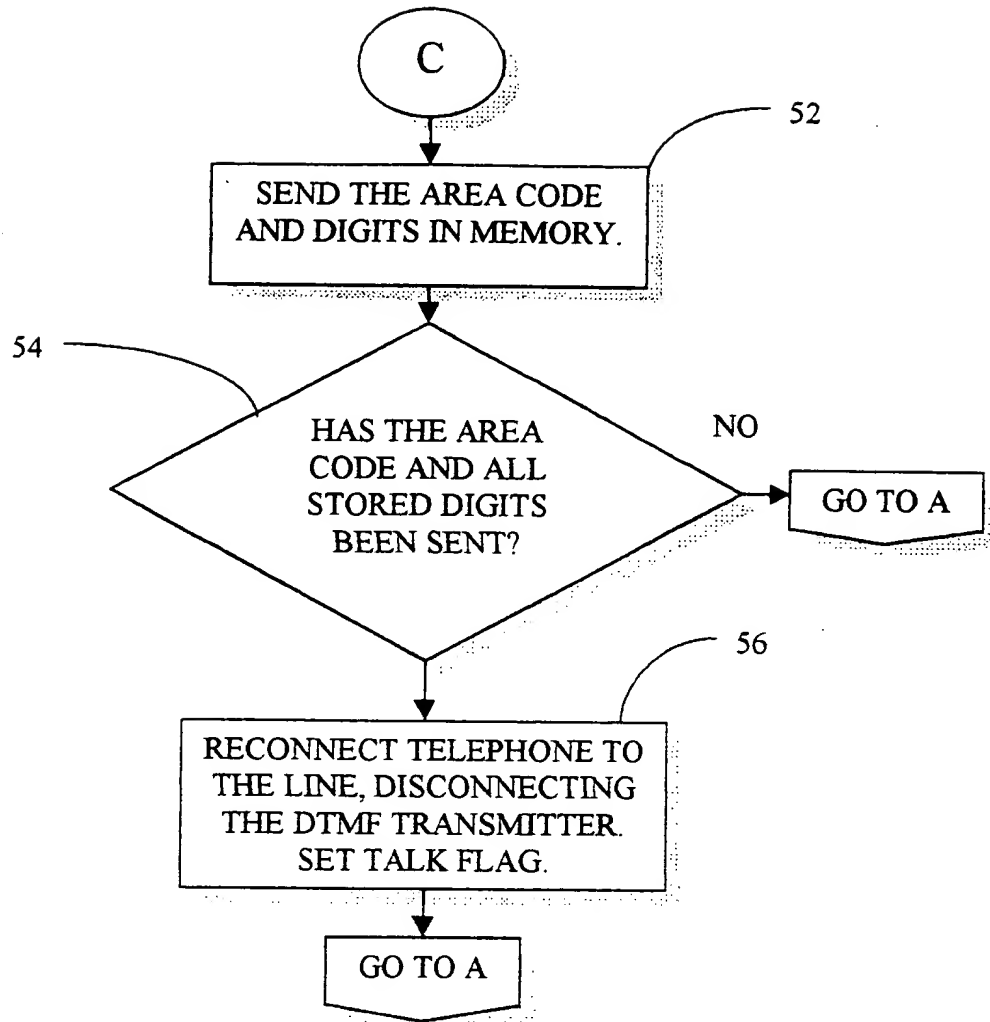 C
52
SEND THE AREA CODE
AND DIGITS IN MEMORY.
54
HAS THE AREA
CODE AND ALL
STORED DIGITS
BEEN SENT?
NO
GO TO A
56
RECONNECT TELEPHONE TO
THE LINE, DISCONNECTING
THE DTMF TRANSMITTER.
SET TALK FLAG.
GO TO A